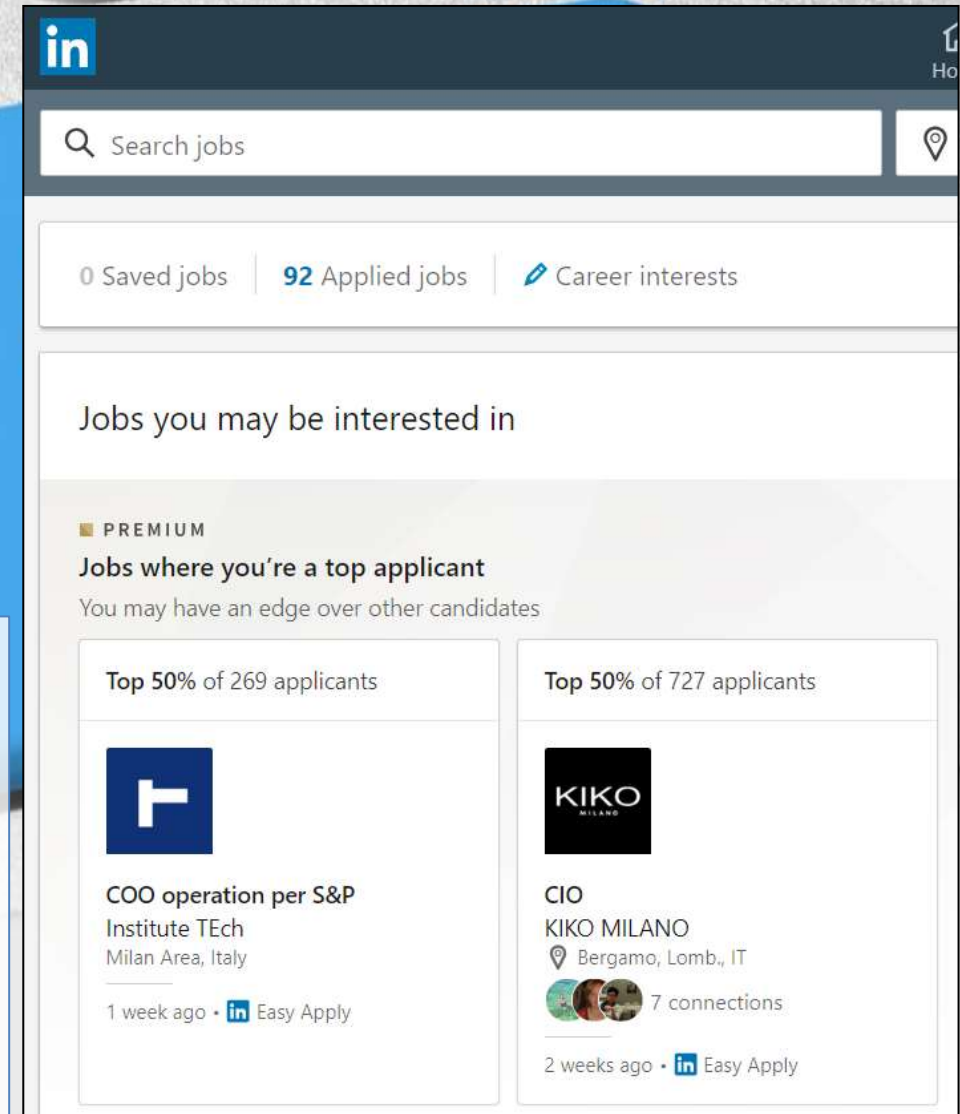 in
Ho
Search jobs
0 Saved jobs 92 Applied jobs Career interests
Jobs you may be interested in
PREMIUM
Jobs where you're a top applicant
You may have an edge over other candidates
Top 50% of 269 applicants
COO operation per S&P
Institute TEch
Milan Area, Italy
1 week ago • in Easy Apply
Top 50% of 727 applicants
KIKO
MILANO
CIO
KIKO MILANO
Bergamo, Lomb., IT
7 connections
2 weeks ago • in Easy Apply